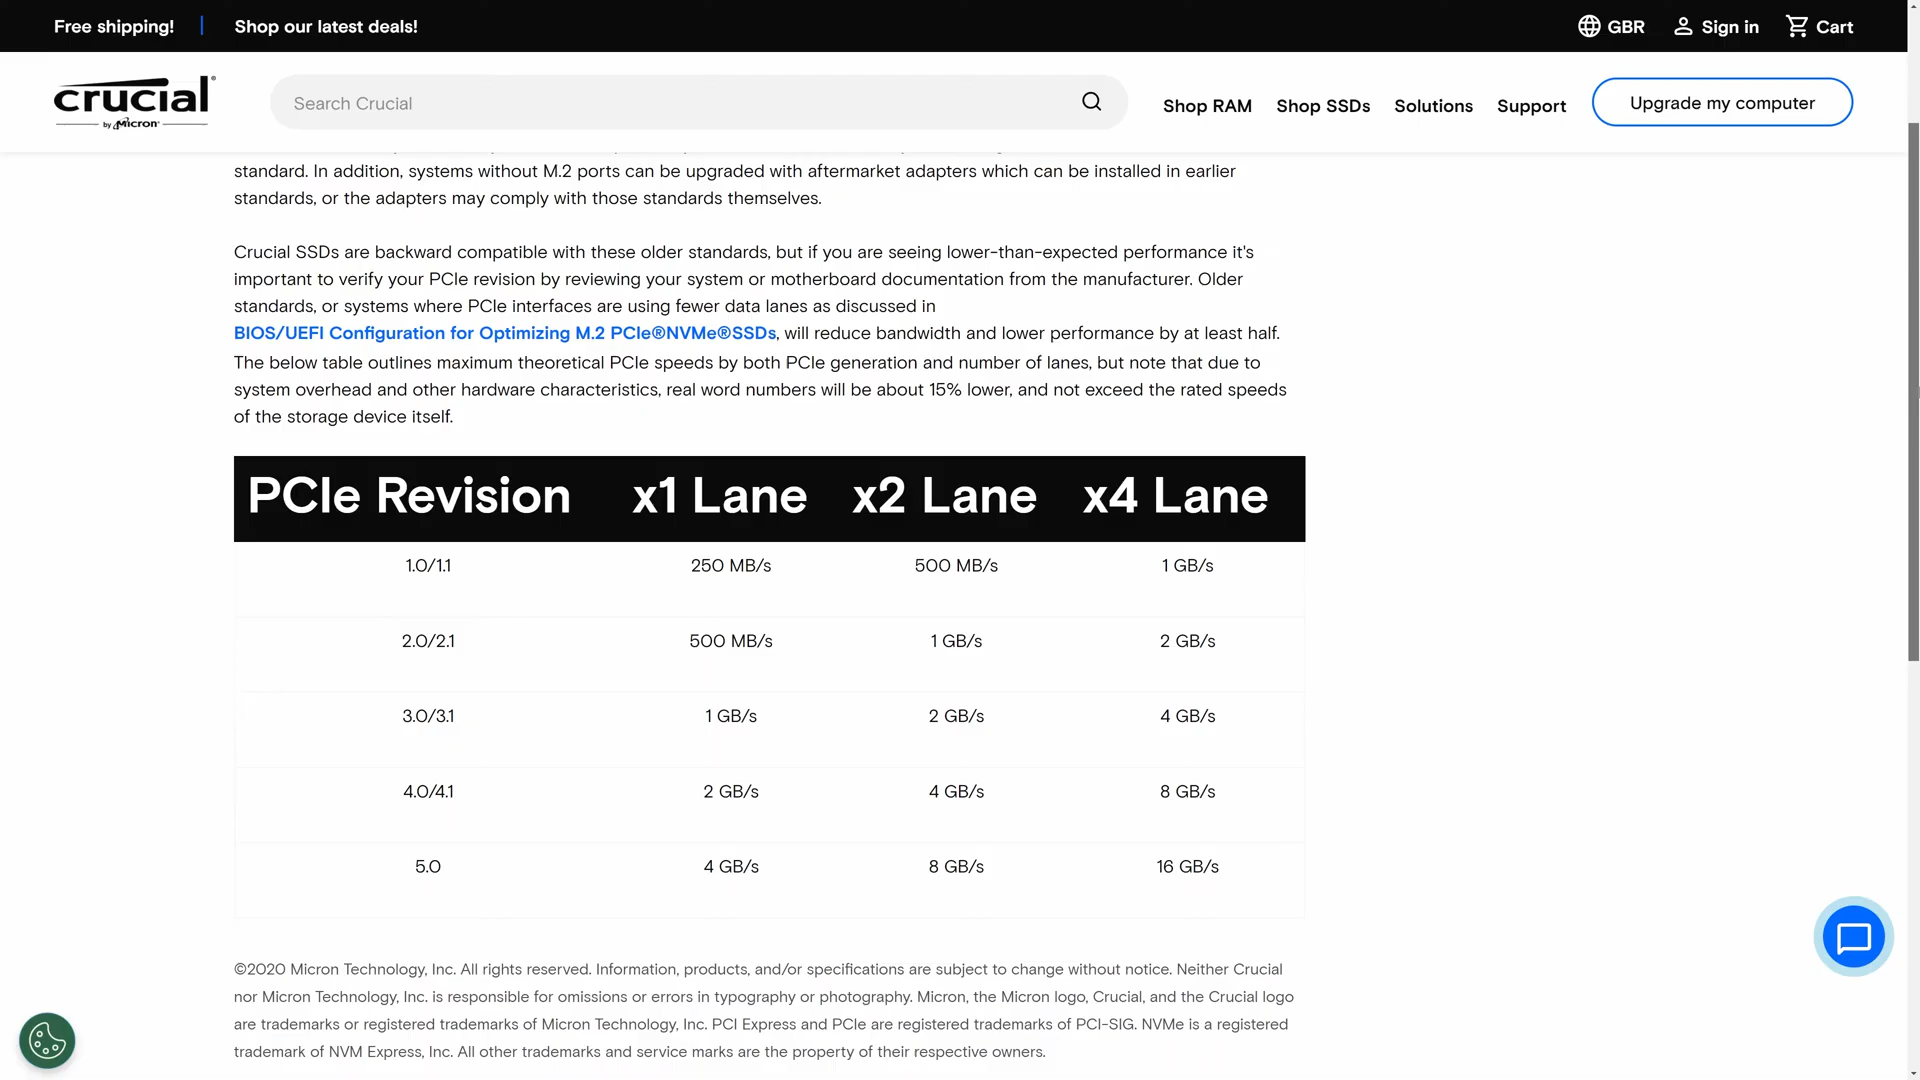 Free shipping!
Shop our latest deals!
GBR
Sign in
Cart
crucial®
by Micron®
Search Crucial
Shop RAM
Shop SSDs
Solutions
Support
Upgrade my computer
standard. In addition, systems without M.2 ports can be upgraded with aftermarket adapters which can be installed in earlier
standards, or the adapters may comply with those standards themselves.
Crucial SSDs are backward compatible with these older standards, but if you are seeing lower-than-expected performance it's
important to verify your PCIe revision by reviewing your system or motherboard documentation from the manufacturer. Older
standards, or systems where PCIe interfaces are using fewer data lanes as discussed in
BIOS/UEFI Configuration for Optimizing M.2 PCIe®NVMe®SSDs, will reduce bandwidth and lower performance by at least half.
The below table outlines maximum theoretical PCIe speeds by both PCIe generation and number of lanes, but note that due to
system overhead and other hardware characteristics, real word numbers will be about 15% lower, and not exceed the rated speeds
of the storage device itself.
PCIe Revision x1 Lane x2 Lane x4 Lane
1.0/1.1 250 MB/s 500 MB/s 1 GB/s
2.0/2.1 500 MB/s 1 GB/s 2 GB/s
3.0/3.1 1 GB/s 2 GB/s 4 GB/s
4.0/4.1 2 GB/s 4 GB/s 8 GB/s
5.0 4 GB/s 8 GB/s 16 GB/s
©2020 Micron Technology, Inc. All rights reserved. Information, products, and/or specifications are subject to change without notice. Neither Crucial
nor Micron Technology, Inc. is responsible for omissions or errors in typography or photography. Micron, the Micron logo, Crucial, and the Crucial logo
are trademarks or registered trademarks of Micron Technology, Inc. PCI Express and PCIe are registered trademarks of PCI-SIG. NVMe is a registered
trademark of NVM Express, Inc. All other trademarks and service marks are the property of their respective owners.